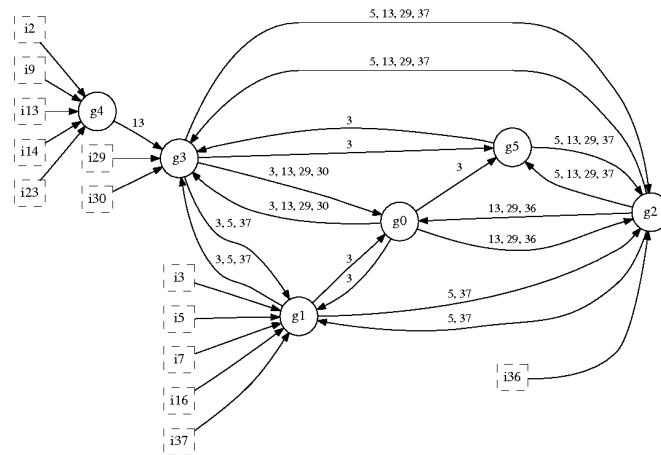 5, 13, 29, 37
i2
5, 13, 29, 37
i9
i13
g4
13
3
g5
5, 13, 29, 37
i14
i29
g3
3
3, 13, 29, 30
3
5, 13, 29, 37
i23
i30
3, 13, 29, 30
g0
13, 29, 36
g2
3, 5, 37
13, 29, 36
3, 5, 37
3
3
i3
5, 37
i5
g1
5, 37
i7
i36
i16
i37